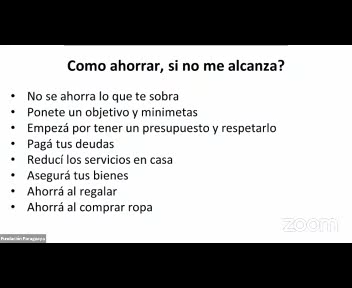 Como ahorrar, si no me alcanza?
• No se ahorra lo que te sobra
• Ponete un objetivo y minimetas
• Empezá por tener un presupuesto y respetarlo
• Pagá tus deudas
• Reducí los servicios en casa
• Asegurá tus bienes
• Ahorrá al regalar
• Ahorrá al comprar ropa
zoom
Fundación Paraguaya